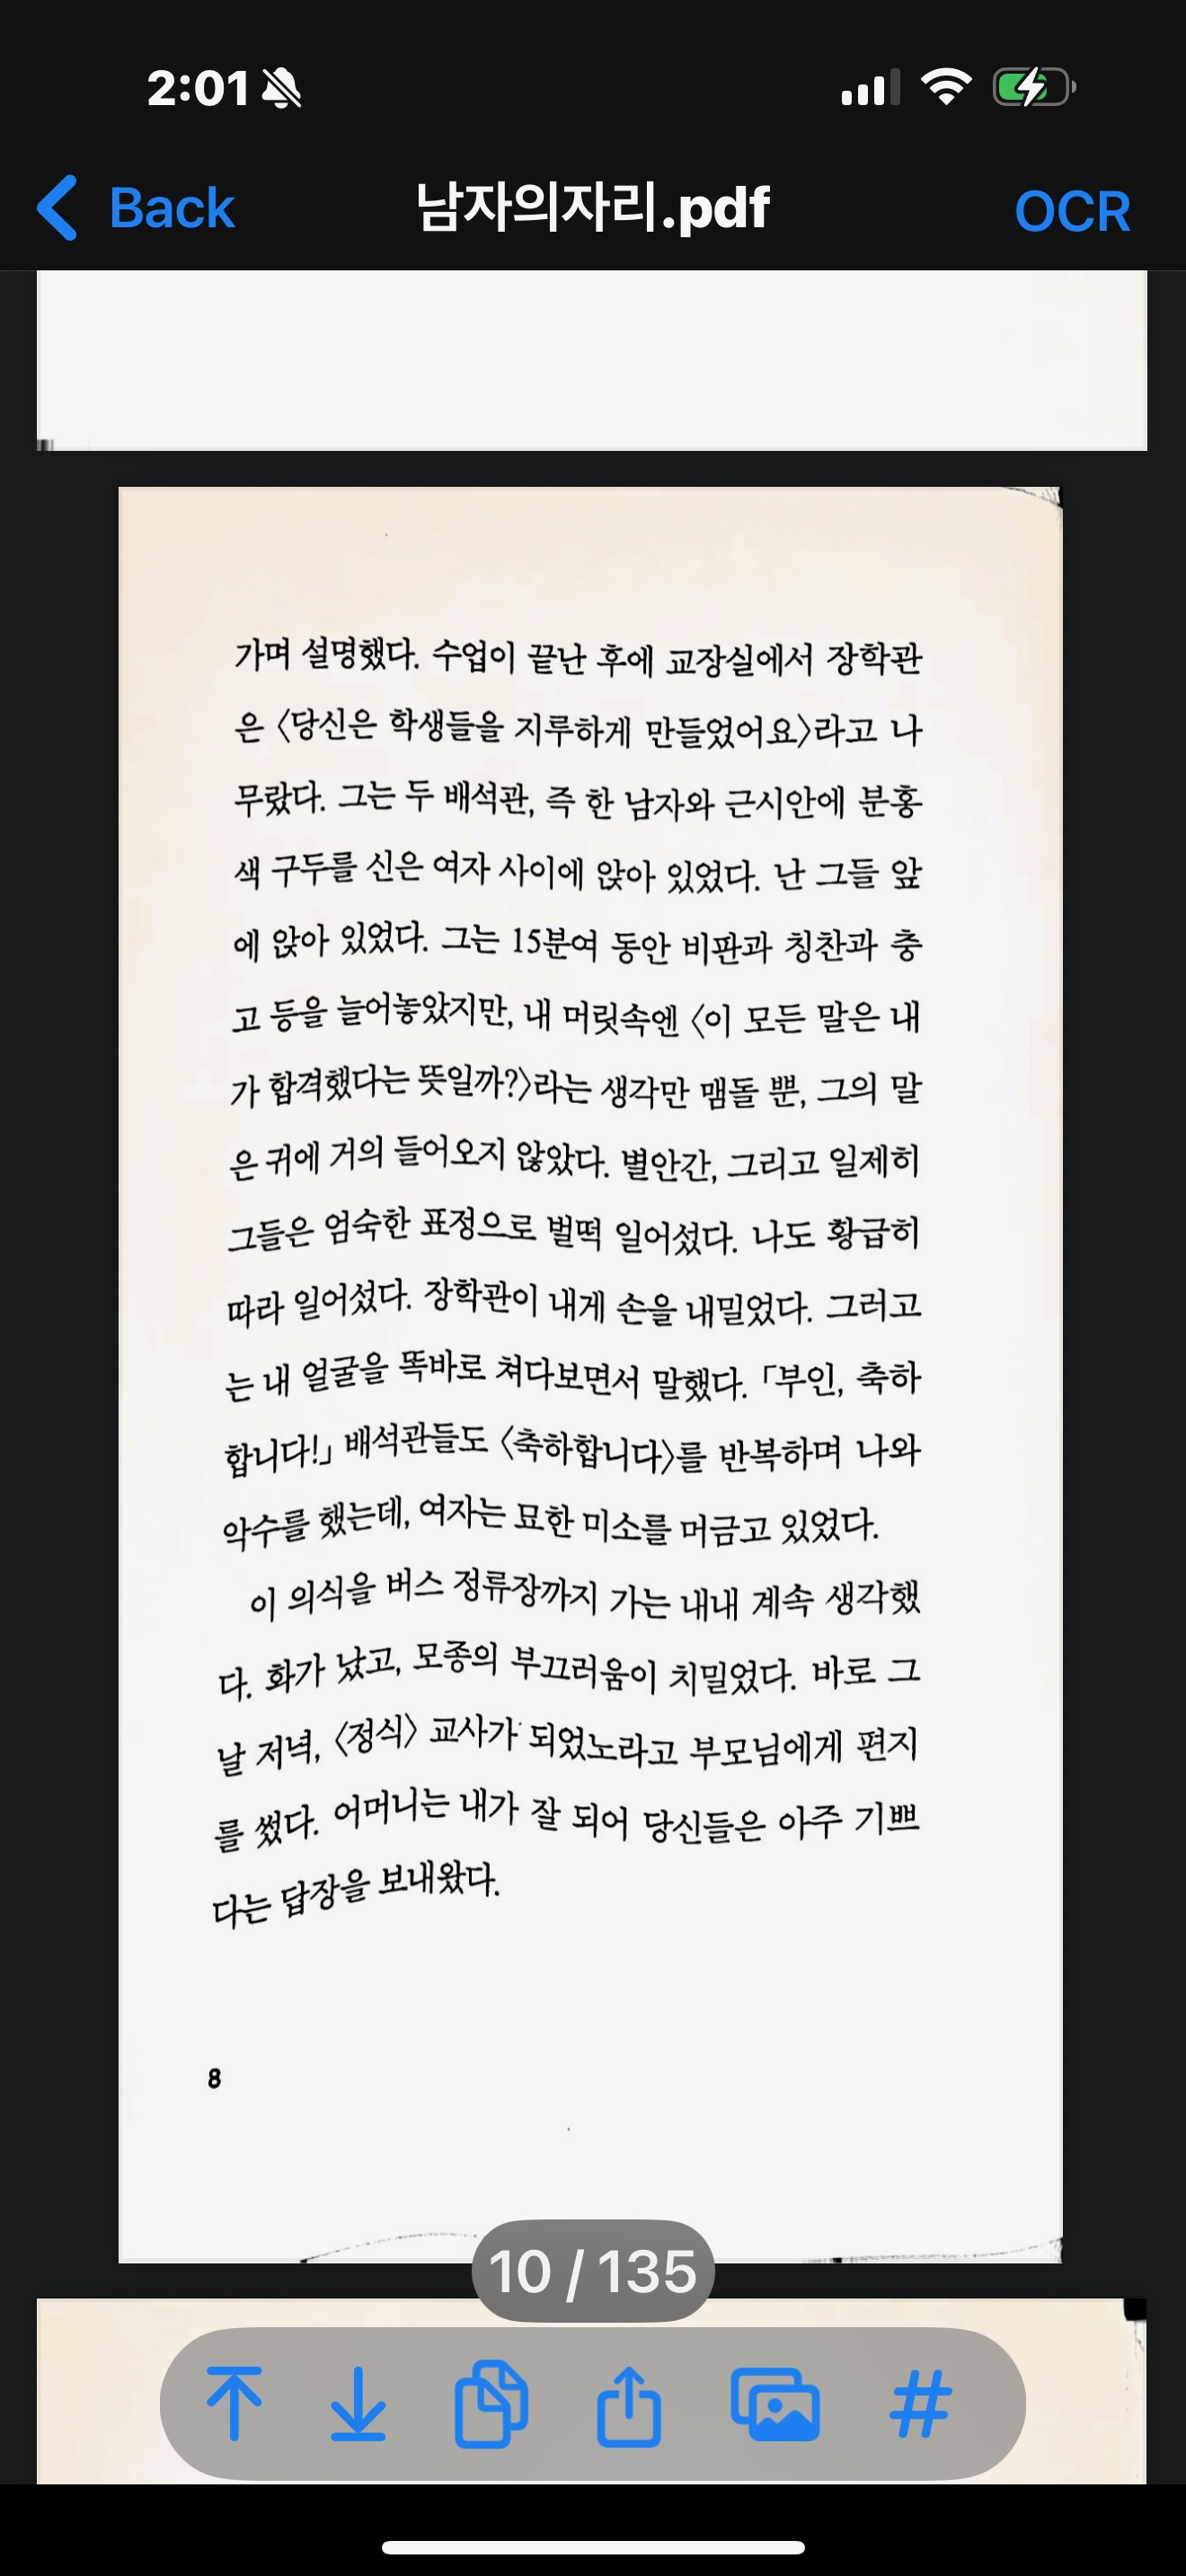 2:01
Back
남자의자리.pdf
OCR
가며 설명했다. 수업이 끝난 후에 교장실에서 장학관
은 〈당신은 학생들을 지루하게 만들었어요〉라고 나
무랐다. 그는 두 배석관, 즉 한 남자와 근시안에 분홍
색 구두를 신은 여자 사이에 앉아 있었다. 난 그들 앞
에 앉아 있었다. 그는 15분여 동안 비판과 칭찬과 충
고 등을 늘어놓았지만, 내 머릿속엔 〈이 모든 말은 내
가 합격했다는 뜻일까?〉라는 생각만 맴돌 뿐, 그의 말
은 귀에 거의 들어오지 않았다. 별안간, 그리고 일제히
그들은 엄숙한 표정으로 벌떡 일어섰다. 나도 황급히
따라 일어섰다. 장학관이 내게 손을 내밀었다. 그러고
는 내 얼굴을 똑바로 쳐다보면서 말했다. 「부인, 축하
합니다!」 배석관들도 〈축하합니다〉를 반복하며 나와
악수를 했는데, 여자는 묘한 미소를 머금고 있었다.
이 의식을 버스 정류장까지 가는 내내 계속 생각했
다. 화가 났고, 모종의 부끄러움이 치밀었다. 바로 그
날 저녁, 〈정식〉 교사가 되었노라고 부모님에게 편지
를 썼다. 어머니는 내가 잘 되어 당신들은 아주 기쁘
다는 답장을 보내왔다.
8
10 / 135